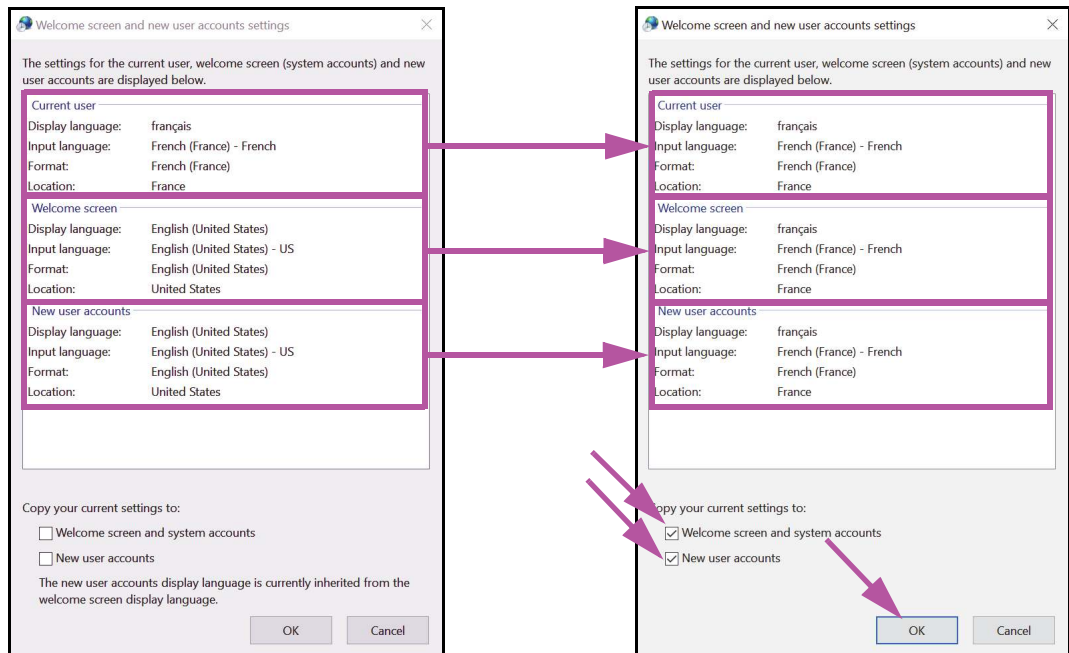 Welcome screen and new user accounts settings
The settings for the current user, welcome screen (system accounts) and new
user accounts are displayed below.
Current user
Display language: français
Input language: French (France) - French
Format: French (France)
Location: France
Welcome screen
Display language: English (United States)
Input language: English (United States) - US
Format: English (United States)
Location: United States
New user accounts
Display language: English (United States)
Input language: English (United States) - US
Format: English (United States)
Location: United States
Copy your current settings to:
Welcome screen and system accounts
New user accounts
The new user accounts display language is currently inherited from the
welcome screen display language.
OK Cancel
Welcome screen and new user accounts settings
The settings for the current user, welcome screen (system accounts) and new
user accounts are displayed below.
Current user
Display language: français
Input language: French (France) - French
Format: French (France)
Location: France
Welcome screen
Display language: français
Input language: French (France) - French
Format: French (France)
Location: France
New user accounts
Display language: français
Input language: French (France) - French
Format: French (France)
Location: France
Copy your current settings to:
Welcome screen and system accounts
New user accounts
OK Cancel